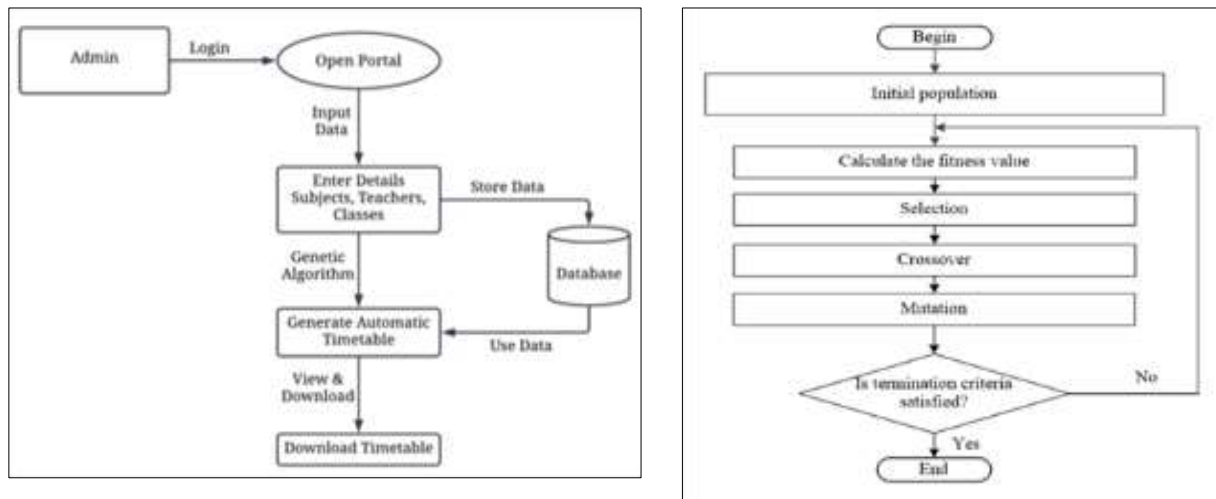 Admin
Login
Open Portal
Input
Data
Enter Details
Subjects, Teachers,
Classes
Store Data
Database
Genetic
Algorithm
Generate Automatic
Timetable
Use Data
View &
Download
Download Timetable
Begin
Initial population
Calculate the fitness value
Selection
Crossover
Mutation
Is termination criteria
satisfied?
No
Yes
End